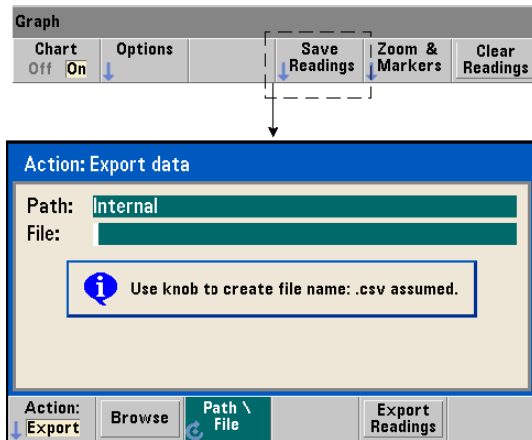 Graph
Chart
Off On
Options
Save
Readings
Zoom &
Markers
Clear
Readings
Action: Export data
Path: Internal
File:
i Use knob to create file name: .csv assumed.
Action:
Export
Browse
Path \
File
Export
Readings